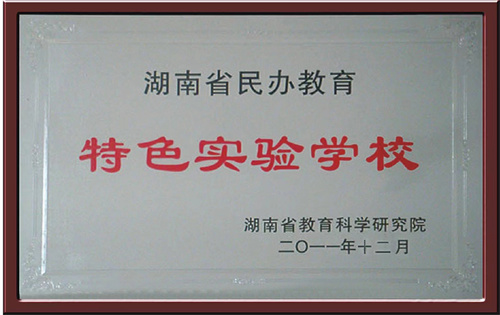 湖南省民办教育
特色实验学校
湖南省教育科学研究院
二〇一一年十二月